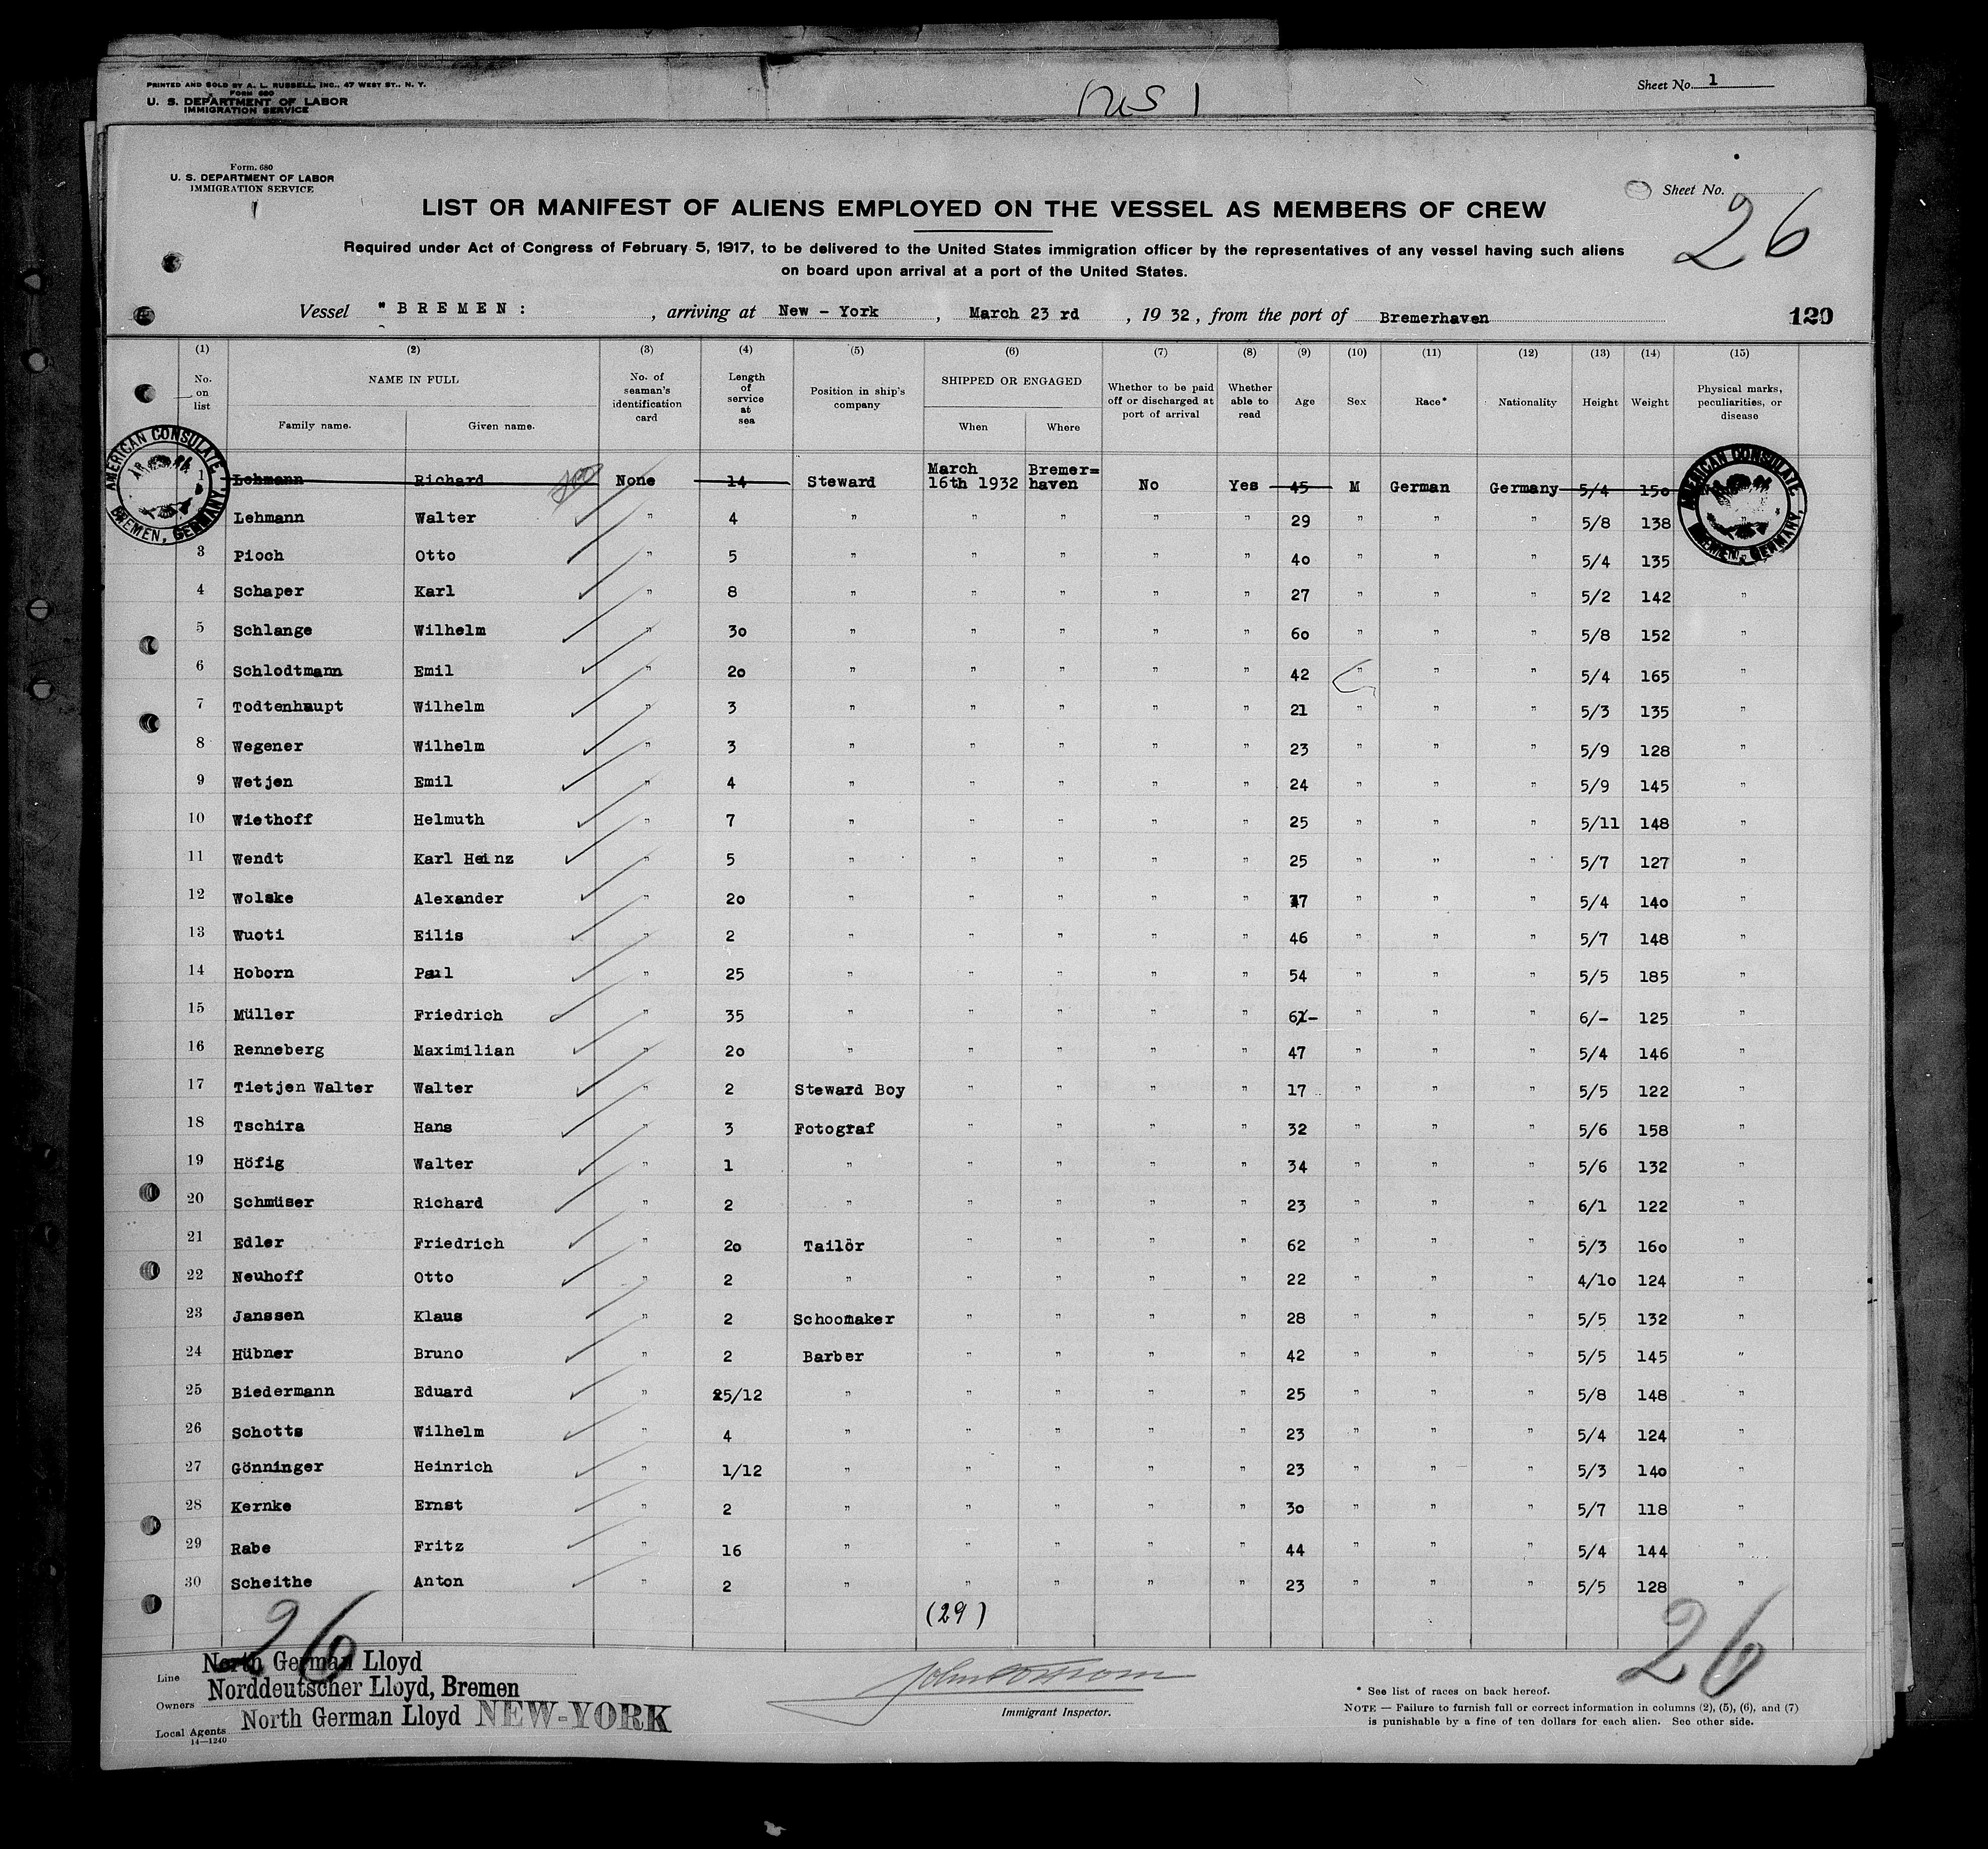 PRINTED AND SOLD BY A. L. RUSSELL, INC., 47 WEST ST., N. Y.
FORM 680
U. S. DEPARTMENT OF LABOR
IMMIGRATION SERVICE
Sheet No. 1
Form. 680
U. S. DEPARTMENT OF LABOR
IMMIGRATION SERVICE
Sheet No. 26
LIST OR MANIFEST OF ALIENS EMPLOYED ON THE VESSEL AS MEMBERS OF CREW
Required under Act of Congress of February 5, 1917, to be delivered to the United States immigration officer by the representatives of any vessel having such aliens
on board upon arrival at a port of the United States.
Vessel "BREMEN: , arriving at New - York , March 23 rd , 19 32 , from the port of Bremerhaven 120
(1) (2) (3) (4) (5) (6) (7) (8) (9) (10) (11) (12) (13) (14) (15)
No. on list NAME IN FULL Family name. Given name. No. of seaman's identification card Length of service at sea Position in ship's company SHIPPED OR ENGAGED When Where Whether to be paid off or discharged at port of arrival Whether able to read Age Sex Race* Nationality Height Weight Physical marks, peculiarities, or disease
AMERICAN CONSULATE BREMEN, GERMANY
AMERICAN CONSULATE BREMEN, GERMANY
1 Lehmann Richard None 14 Steward March 16th 1932 Bremer=haven No Yes 45 M German Germany 5/4 150
Lehmann Walter " 4 " " " " " 29 " " " 5/8 138 "
3 Pioch Otto " 5 " " " " " 40 " " " 5/4 135
4 Schaper Karl " 8 " " " " " 27 " " " 5/2 142 "
5 Schlange Wilhelm " 30 " " " " " 60 " " " 5/8 152 "
6 Schlodtmann Emil " 20 " " " " " 42 " " " 5/4 165 "
7 Todtenhaupt Wilhelm " 3 " " " " " 21 " " " 5/3 135 "
8 Wegener Wilhelm " 3 " " " " " 23 " " " 5/9 128 "
9 Wetjen Emil " 4 " " " " " 24 " " " 5/9 145 "
10 Wiethoff Helmuth " 7 " " " " " 25 " " " 5/11 148 "
11 Wendt Karl Heinz " 5 " " " " " 25 " " " 5/7 127 "
12 Wolske Alexander " 20 " " " " " 37 " " " 5/4 140 "
13 Wuoti Eilis " 2 " " " " " 46 " " " 5/7 148 "
14 Hoborn Paul " 25 " " " " " 54 " " " 5/5 185 "
15 Müller Friedrich " 35 " " " " " " " " 6/- 125 "
16 Renneberg Maximilian " 20 " " " " " 47 " " " 5/4 146 "
17 Tietjen Walter Walter " 2 Steward Boy " " " " 17 " " " 5/5 122 "
18 Tschira Hans " 3 Fotograf " " " " 32 " " " 5/6 158 "
19 Höfig Walter " 1 " " " " " 34 " " " 5/6 132 "
20 Schmüser Richard " 2 " " " " " 23 " " " 6/1 122 "
21 Edler Friedrich " 20 Tailör " " " " 62 " " " 5/3 160 "
22 Neuhoff Otto " 2 " " " " " 22 " " " 4/10 124 "
23 Janssen Klaus " 2 Schoomaker " " " " 28 " " " 5/5 132 "
24 Hübner Bruno " 2 Barber " " " " 42 " " " 5/5 145 "
25 Biedermann Eduard " 25/12 " " " " " 25 " " " 5/8 148 "
26 Schotts Wilhelm " 4 " " " " " 23 " " " 5/4 124 "
27 Gönninger Heinrich " 1/12 " " " " " 23 " " " 5/3 140 "
28 Kernke Ernst " 2 " " " " " 30 " " " 5/7 118 "
29 Rabe Fritz " 16 " " " " " 44 " " " 5/4 144 "
30 Scheithe Anton " 2 " " " " " 23 " " " 5/5 128 "
(29)
26 26
Line North German Lloyd
Owners Norddeutscher Lloyd, Bremen
Local Agents North German Lloyd NEW-YORK
14—1240
Immigrant Inspector.
* See list of races on back hereof.
NOTE — Failure to furnish full or correct information in columns (2), (5), (6), and (7)
is punishable by a fine of ten dollars for each alien. See other side.